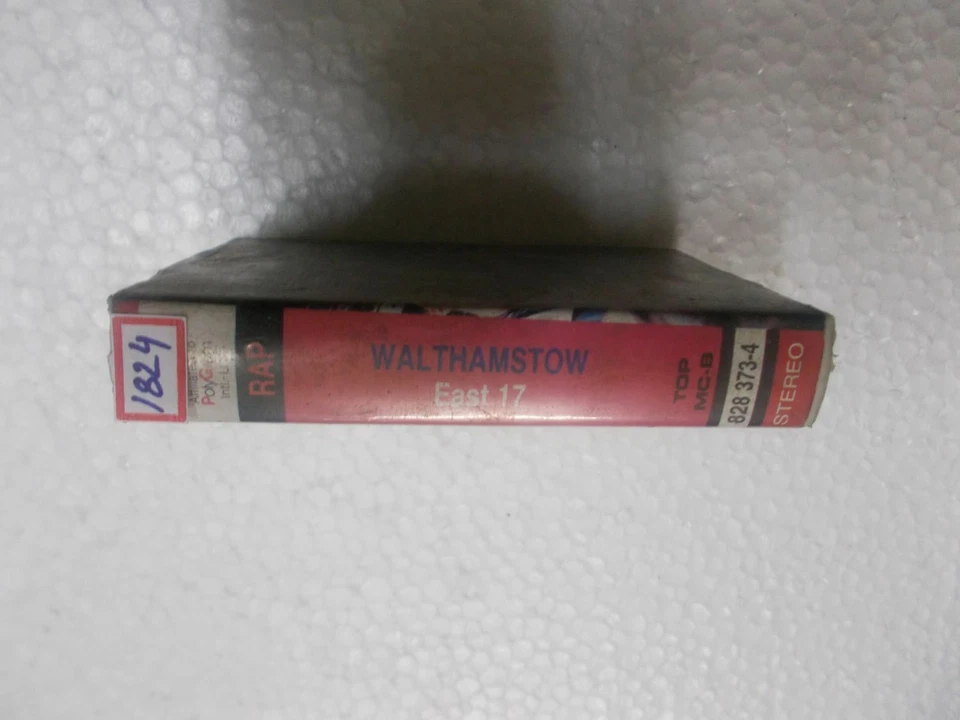 1824
PolyGram
RAP
WALTHAMSTOW
East 17
TOP
MC-B
828 373-4
STEREO